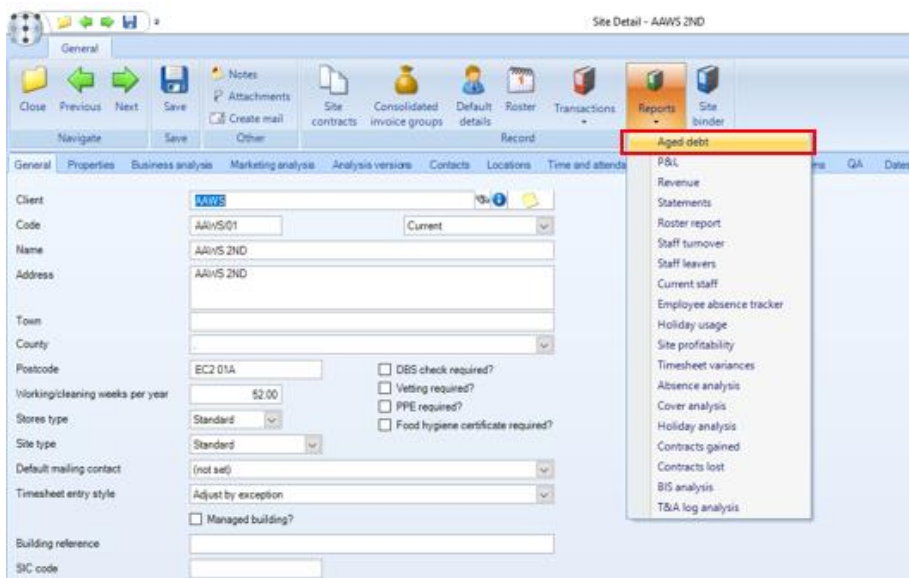 Site Detail - AAWS 2ND
General
Close
Previous
Next
Save
Notes
Attachments
Create mail
Site contracts
Consolidated invoice groups
Default details
Roster
Transactions
Reports
Site binder
Navigate
Save
Other
Record
General Properties Business analysis Marketing analysis Analysis versions Contacts Locations Time and attenda QA Dates
Aged debt
P&L
Revenue
Statements
Roster report
Staff turnover
Staff leavers
Current staff
Employee absence tracker
Holiday usage
Site profitability
Timesheet variances
Absence analysis
Cover analysis
Holiday analysis
Contracts gained
Contracts lost
BIS analysis
T&A log analysis
Client AAWS
Code AAWS/01 Current
Name AAWS 2ND
Address AAWS 2ND
Town
County .
Postcode EC2 01A DBS check required?
Working/cleaning weeks per year 52.00 Vetting required?
PPE required?
Stores type Standard Food hygiene certificate required?
Site type Standard
Default mailing contact (not set)
Timesheet entry style Adjust by exception
Managed building?
Building reference
SIC code